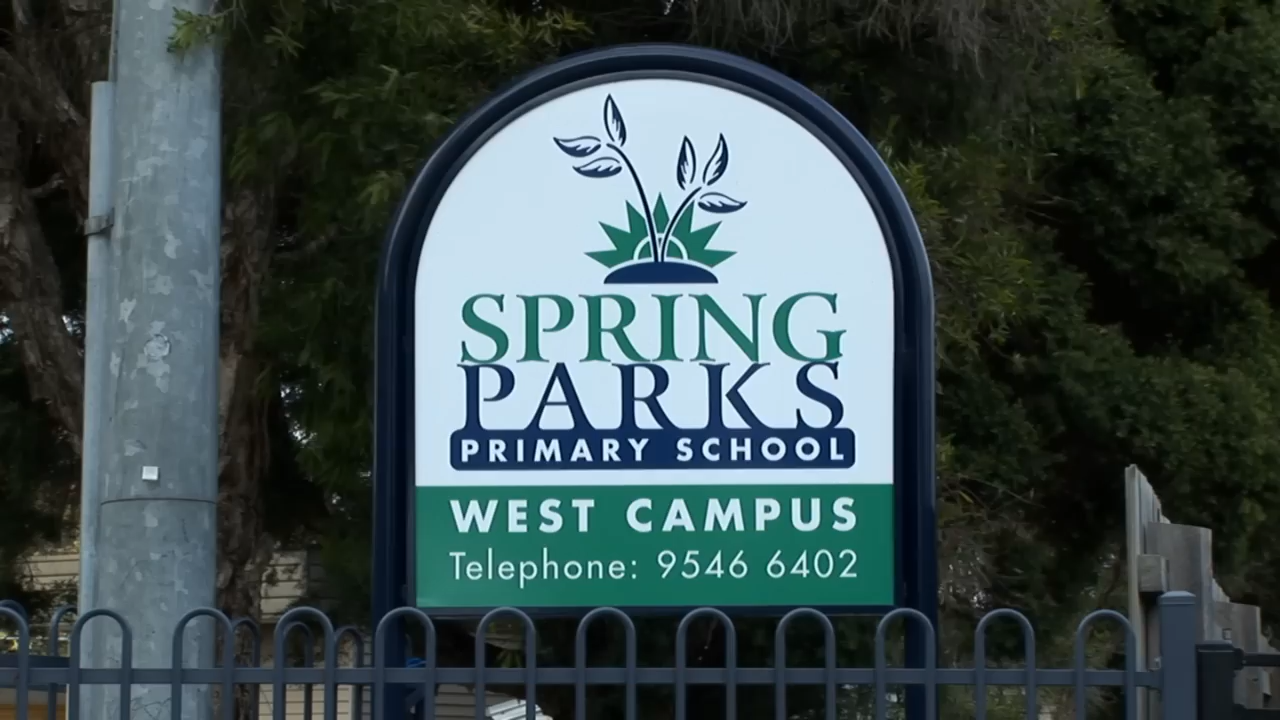 SPRING
PARKS
PRIMARY SCHOOL
WEST CAMPUS
Telephone: 9546 6402